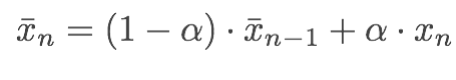 x̄ₙ = (1 − α) · x̄ₙ₋₁ + α · xₙ